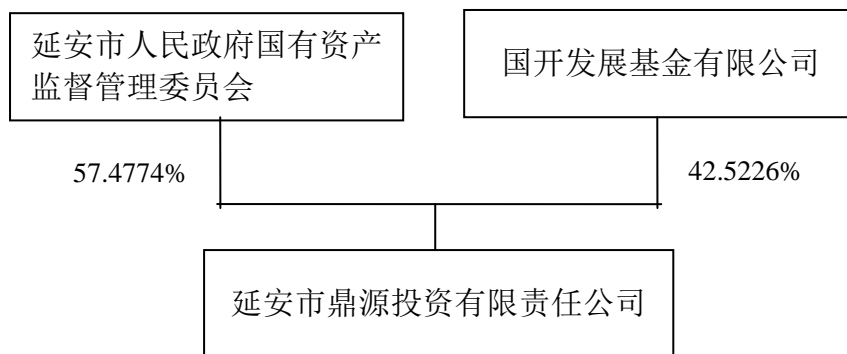 延安市人民政府国有资产
监督管理委员会
国开发展基金有限公司
57.4774%
42.5226%
延安市鼎源投资有限责任公司